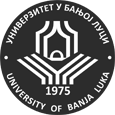 УНИВЕРЗИТЕТ У БАЊОЈ ЛУЦИ
1975
UNIVERSITY OF BANJA LUKA